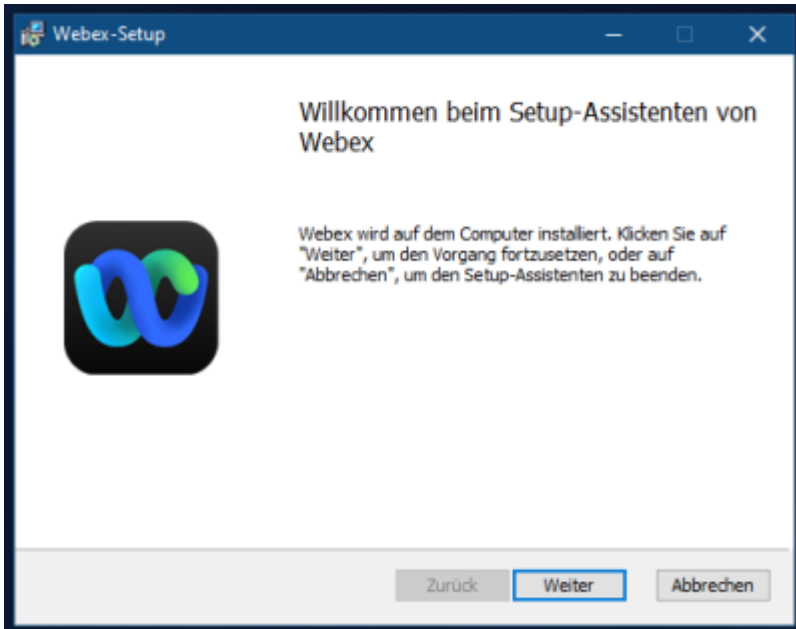 Webex-Setup
Willkommen beim Setup-Assistenten von
Webex
Webex wird auf dem Computer installiert. Klicken Sie auf
"Weiter", um den Vorgang fortzusetzen, oder auf
"Abbrechen", um den Setup-Assistenten zu beenden.
Zurück Weiter Abbrechen